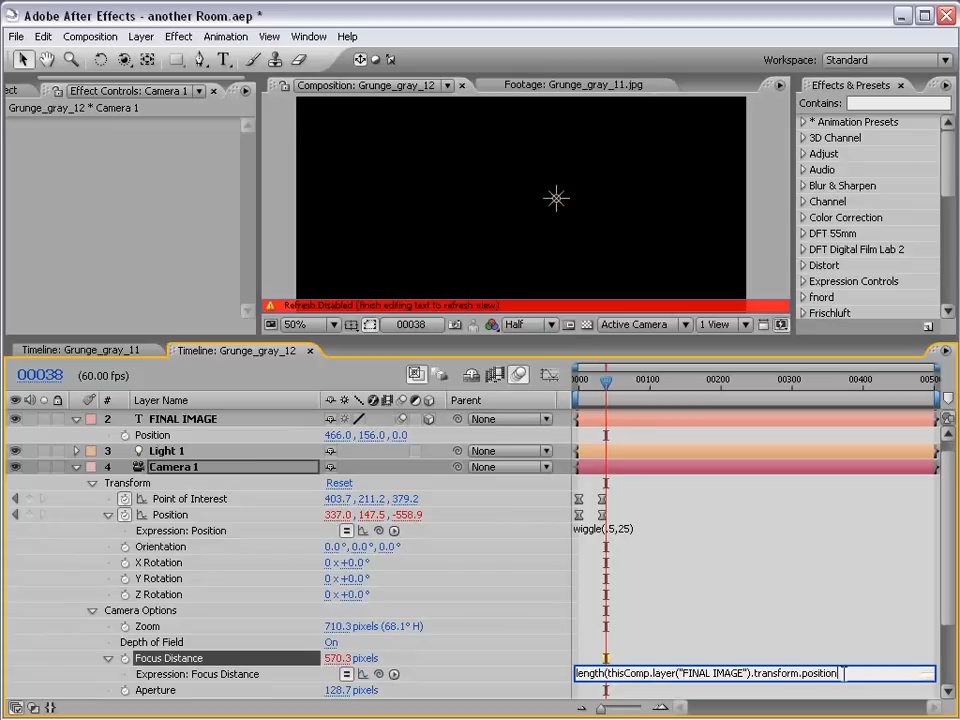 Adobe After Effects - another Room.aep *
File Edit Composition Layer Effect Animation View Window Help
Workspace: Standard
ect Effect Controls: Camera 1
Composition: Grunge_gray_12
Footage: Grunge_gray_11.jpg
Effects & Presets
Grunge_gray_12 * Camera 1
Contains:
* Animation Presets
3D Channel
Adjust
Audio
Blur & Sharpen
Channel
Color Correction
DFT 55mm
DFT Digital Film Lab 2
Distort
Expression Controls
fnord
Frischluft
Refresh Disabled (finish editing text to refresh view)
50% 00038 Half Active Camera 1 View
Timeline: Grunge_gray_11 Timeline: Grunge_gray_12
00038 (60.00 fps)
0000 00100 00200 00300 00400 0050
# Layer Name Parent
2 T FINAL IMAGE None
Position 466.0, 156.0, 0.0
3 Light 1 None
4 Camera 1 None
Transform Reset
Point of Interest 403.7, 211.2, 379.2
Position 337.0, 147.5, -558.9
Expression: Position wiggle(.5,25)
Orientation 0.0°, 0.0°, 0.0°
X Rotation 0 x+0.0°
Y Rotation 0 x+0.0°
Z Rotation 0 x+0.0°
Camera Options
Zoom 710.3 pixels (68.1° H)
Depth of Field On
Focus Distance 570.3 pixels
Expression: Focus Distance length(thisComp.layer("FINAL IMAGE").transform.position
Aperture 128.7 pixels